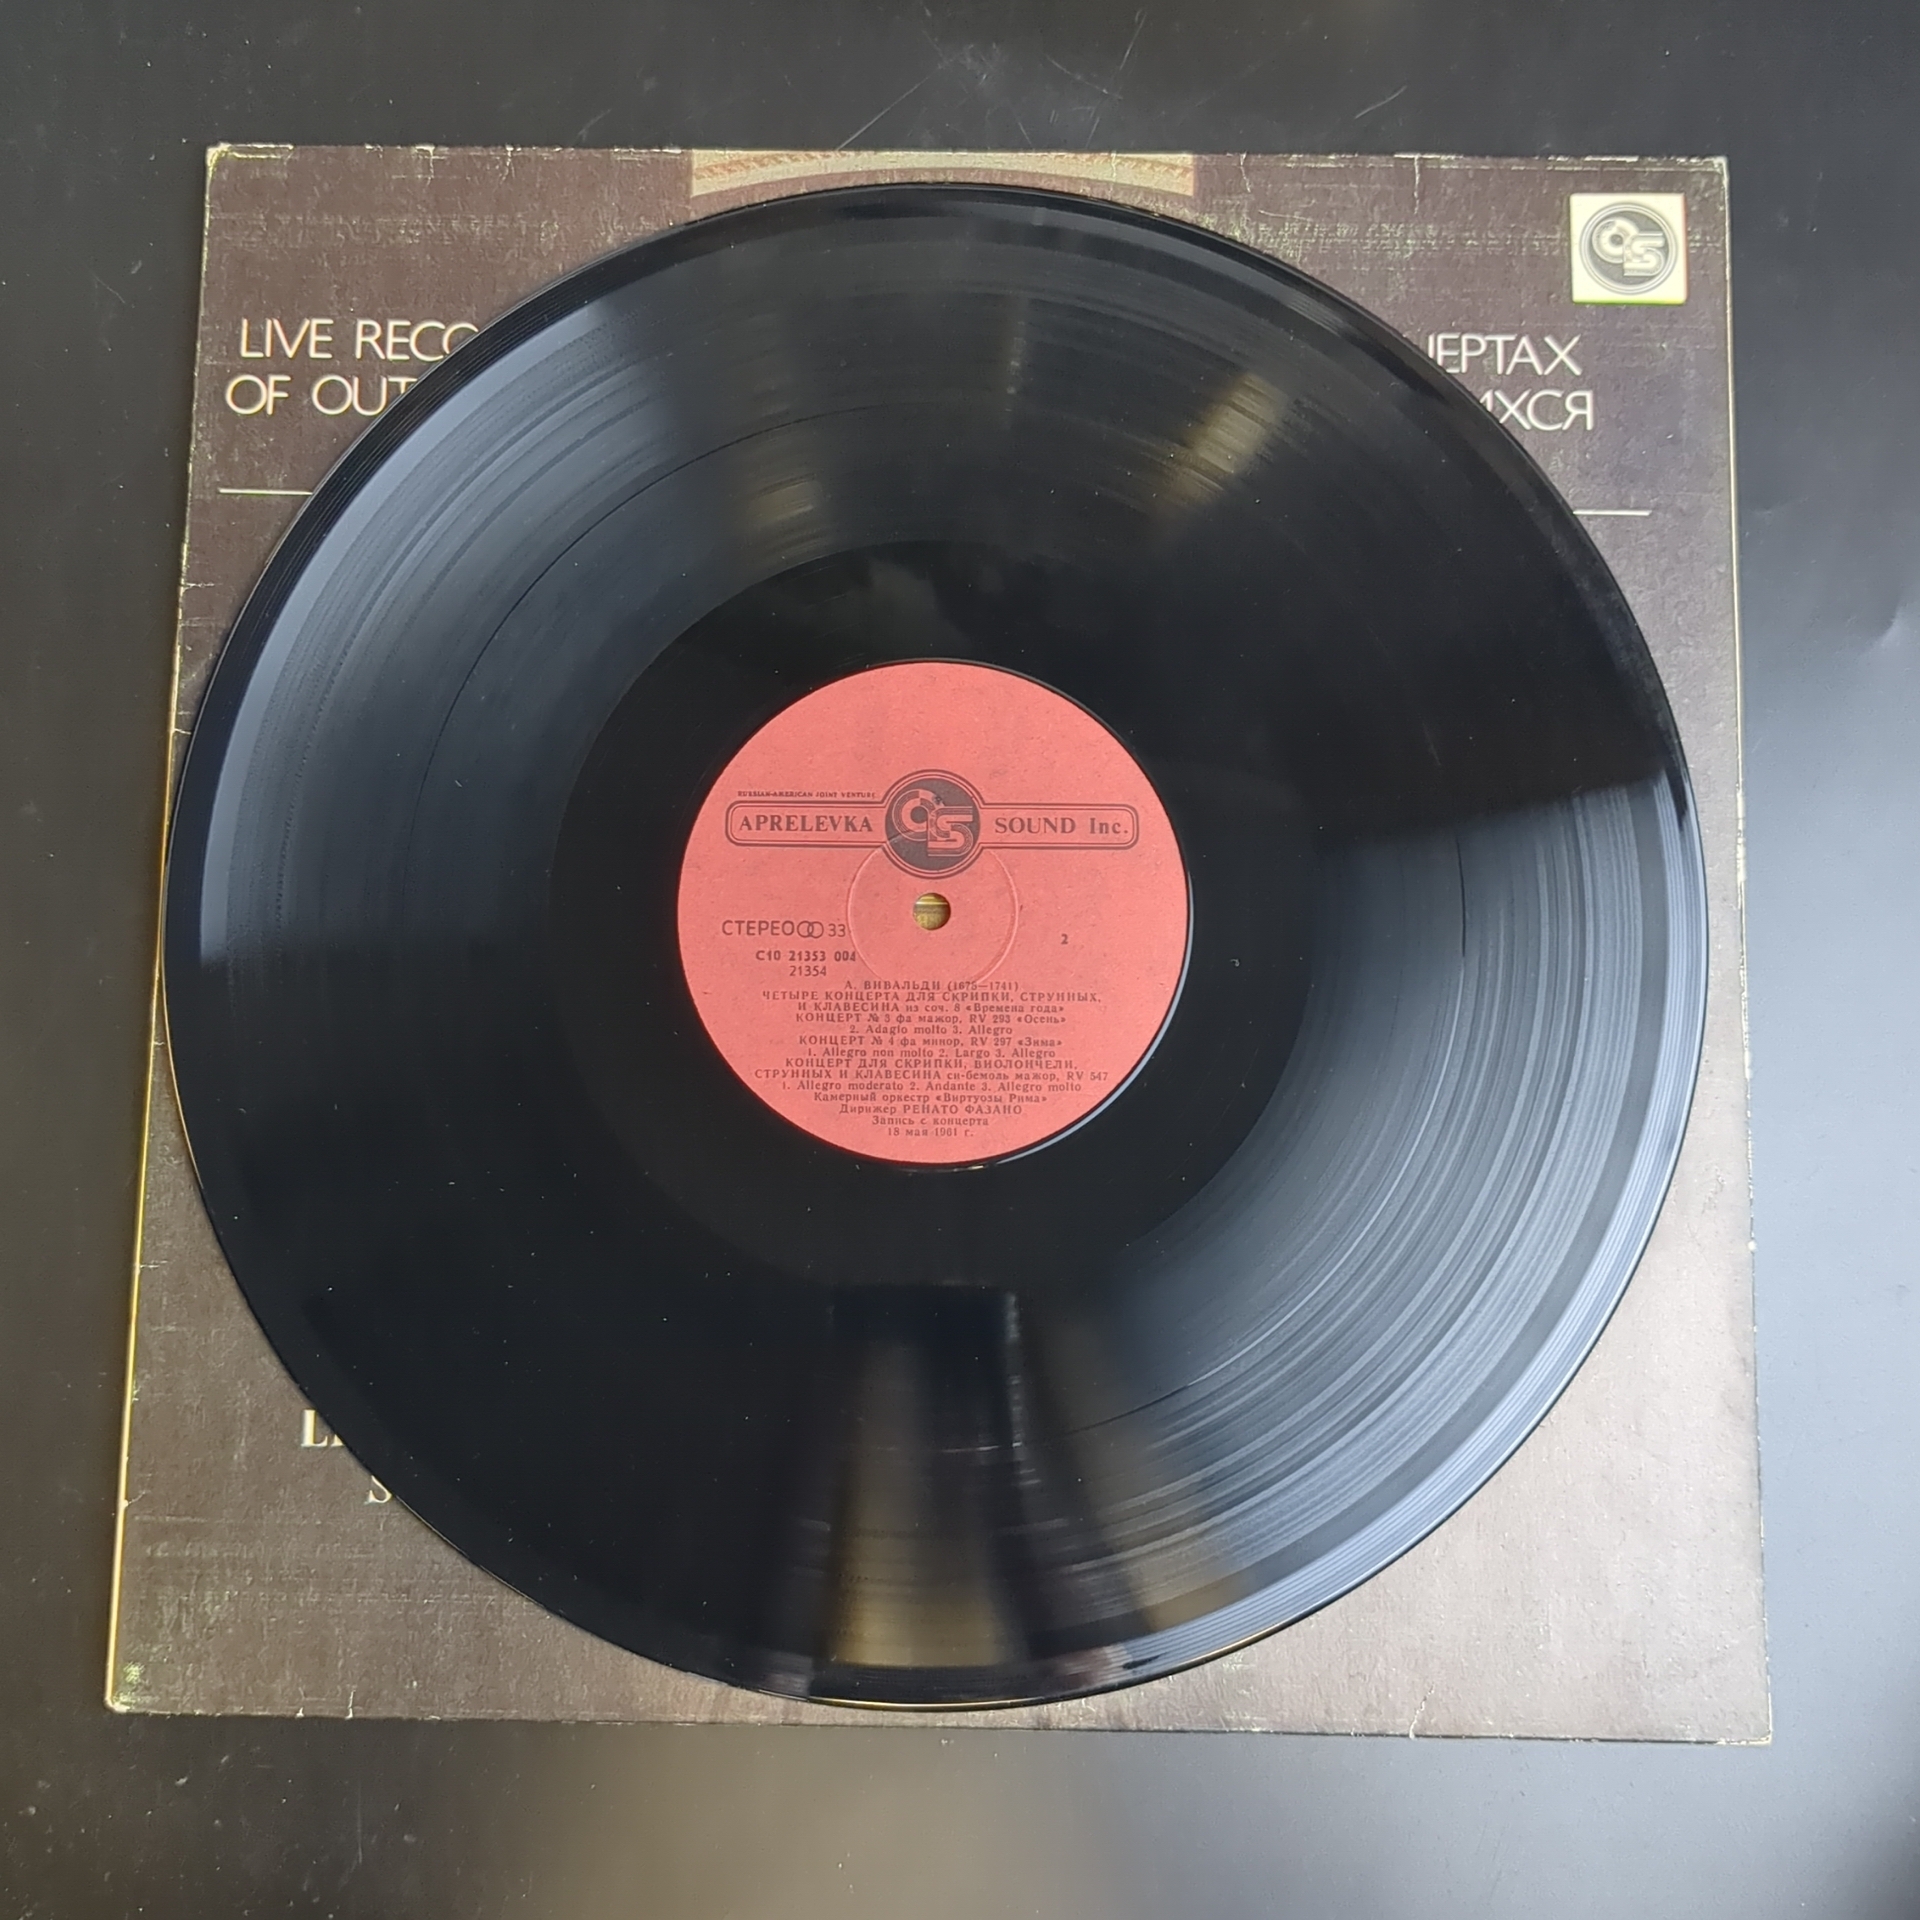 LIVE RECO
OF OUT
ЦЕРТАХ
ИХСЯ
RUSSIAN-AMERICAN JOINT VENTURE
APRELEVKA SOUND Inc.
СТЕРЕО 33
2
С10 21353 004
21354
А. ВИВАЛЬДИ (1675—1741)
ЧЕТЫРЕ КОНЦЕРТА ДЛЯ СКРИПКИ, СТРУННЫХ,
И КЛАВЕСИНА из соч. 8 «Времена года»
КОНЦЕРТ № 3 фа мажор, RV 293 «Осень»
2. Adagio molto 3. Allegro
КОНЦЕРТ № 4 фа минор, RV 297 «Зима»
1. Allegro non molto 2. Largo 3. Allegro
КОНЦЕРТ ДЛЯ СКРИПКИ, ВИОЛОНЧЕЛИ,
СТРУННЫХ И КЛАВЕСИНА си-бемоль мажор, RV 547
1. Allegro moderato 2. Andante 3. Allegro molto
Камерный оркестр «Виртуозы Рима»
Дирижер РЕНАТО ФАЗАНО
Запись с концерта
18 мая 1961 г.